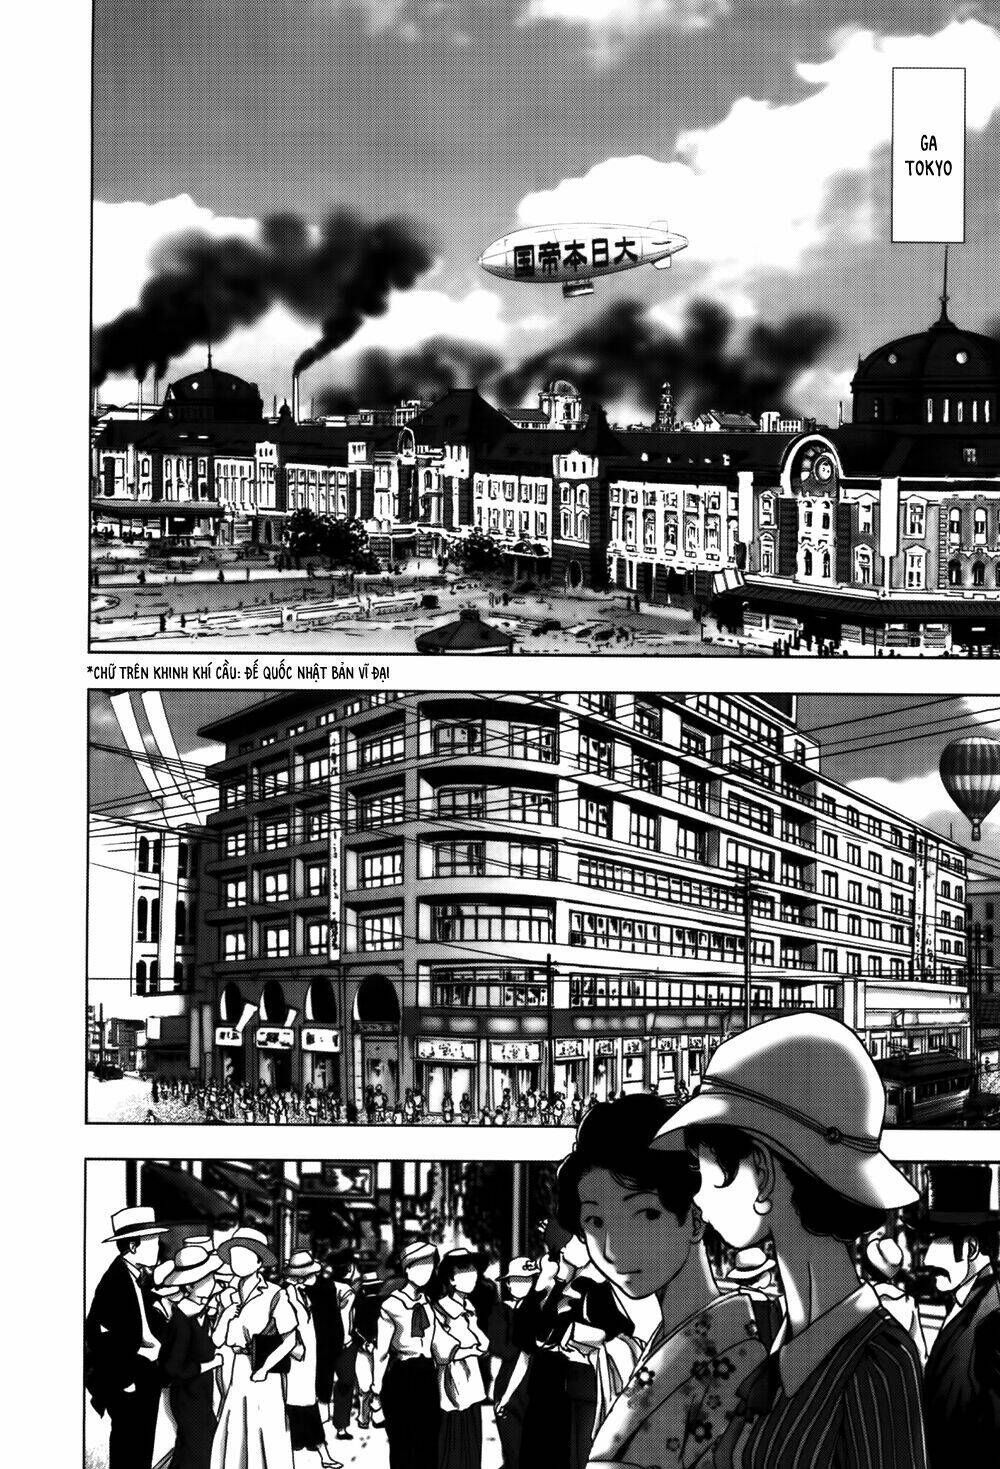 GA
TOKYO
国帝本日大
*CHỮ TRÊN KHINH KHÍ CẦU: ĐẾ QUỐC NHẬT BẢN VĨ ĐẠI